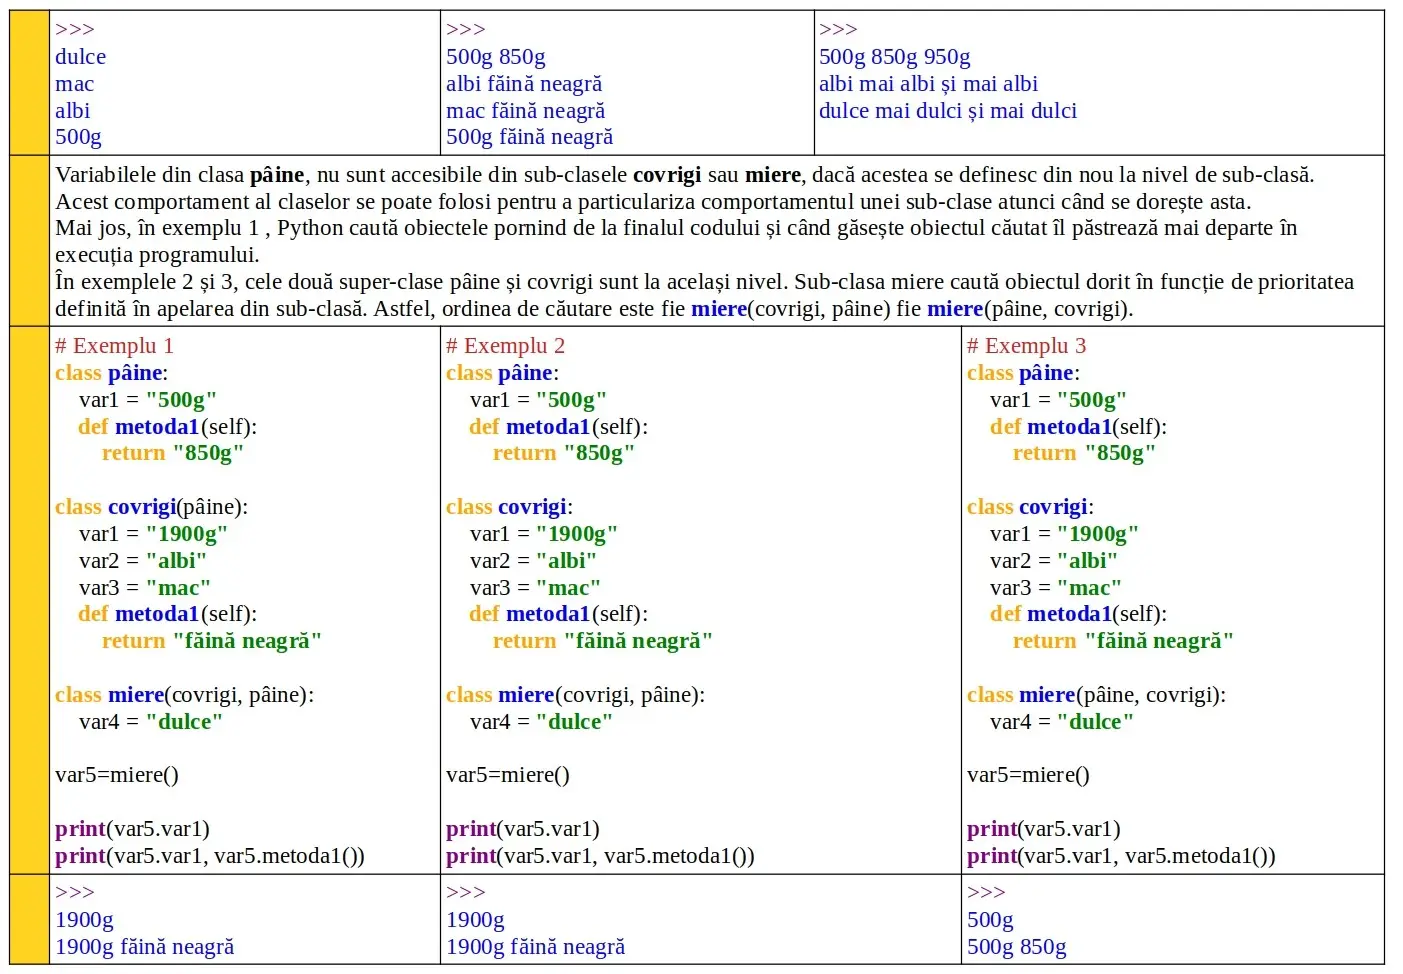 >>>
dulce
mac
albi
500g
>>>
500g 850g
albi făină neagră
mac făină neagră
500g făină neagră
>>>
500g 850g 950g
albi mai albi și mai albi
dulce mai dulci și mai dulci
Variabilele din clasa pâine, nu sunt accesibile din sub-clasele covrigi sau miere, dacă acestea se definesc din nou la nivel de sub-clasă.
Acest comportament al claselor se poate folosi pentru a particulariza comportamentul unei sub-clase atunci când se dorește asta.
Mai jos, în exemplu 1 , Python caută obiectele pornind de la finalul codului și când găsește obiectul căutat îl păstrează mai departe în
execuția programului.
În exemplele 2 și 3, cele două super-clase pâine și covrigi sunt la același nivel. Sub-clasa miere caută obiectul dorit în funcție de prioritatea
definită în apelarea din sub-clasă. Astfel, ordinea de căutare este fie miere(covrigi, pâine) fie miere(pâine, covrigi).
# Exemplu 1
class pâine:
var1 = "500g"
def metoda1(self):
return "850g"
class covrigi(pâine):
var1 = "1900g"
var2 = "albi"
var3 = "mac"
def metoda1(self):
return "făină neagră"
class miere(covrigi, pâine):
var4 = "dulce"
var5=miere()
print(var5.var1)
print(var5.var1, var5.metoda1())
# Exemplu 2
class pâine:
var1 = "500g"
def metoda1(self):
return "850g"
class covrigi:
var1 = "1900g"
var2 = "albi"
var3 = "mac"
def metoda1(self):
return "făină neagră"
class miere(covrigi, pâine):
var4 = "dulce"
var5=miere()
print(var5.var1)
print(var5.var1, var5.metoda1())
# Exemplu 3
class pâine:
var1 = "500g"
def metoda1(self):
return "850g"
class covrigi:
var1 = "1900g"
var2 = "albi"
var3 = "mac"
def metoda1(self):
return "făină neagră"
class miere(pâine, covrigi):
var4 = "dulce"
var5=miere()
print(var5.var1)
print(var5.var1, var5.metoda1())
>>>
1900g
1900g făină neagră
>>>
1900g
1900g făină neagră
>>>
500g
500g 850g